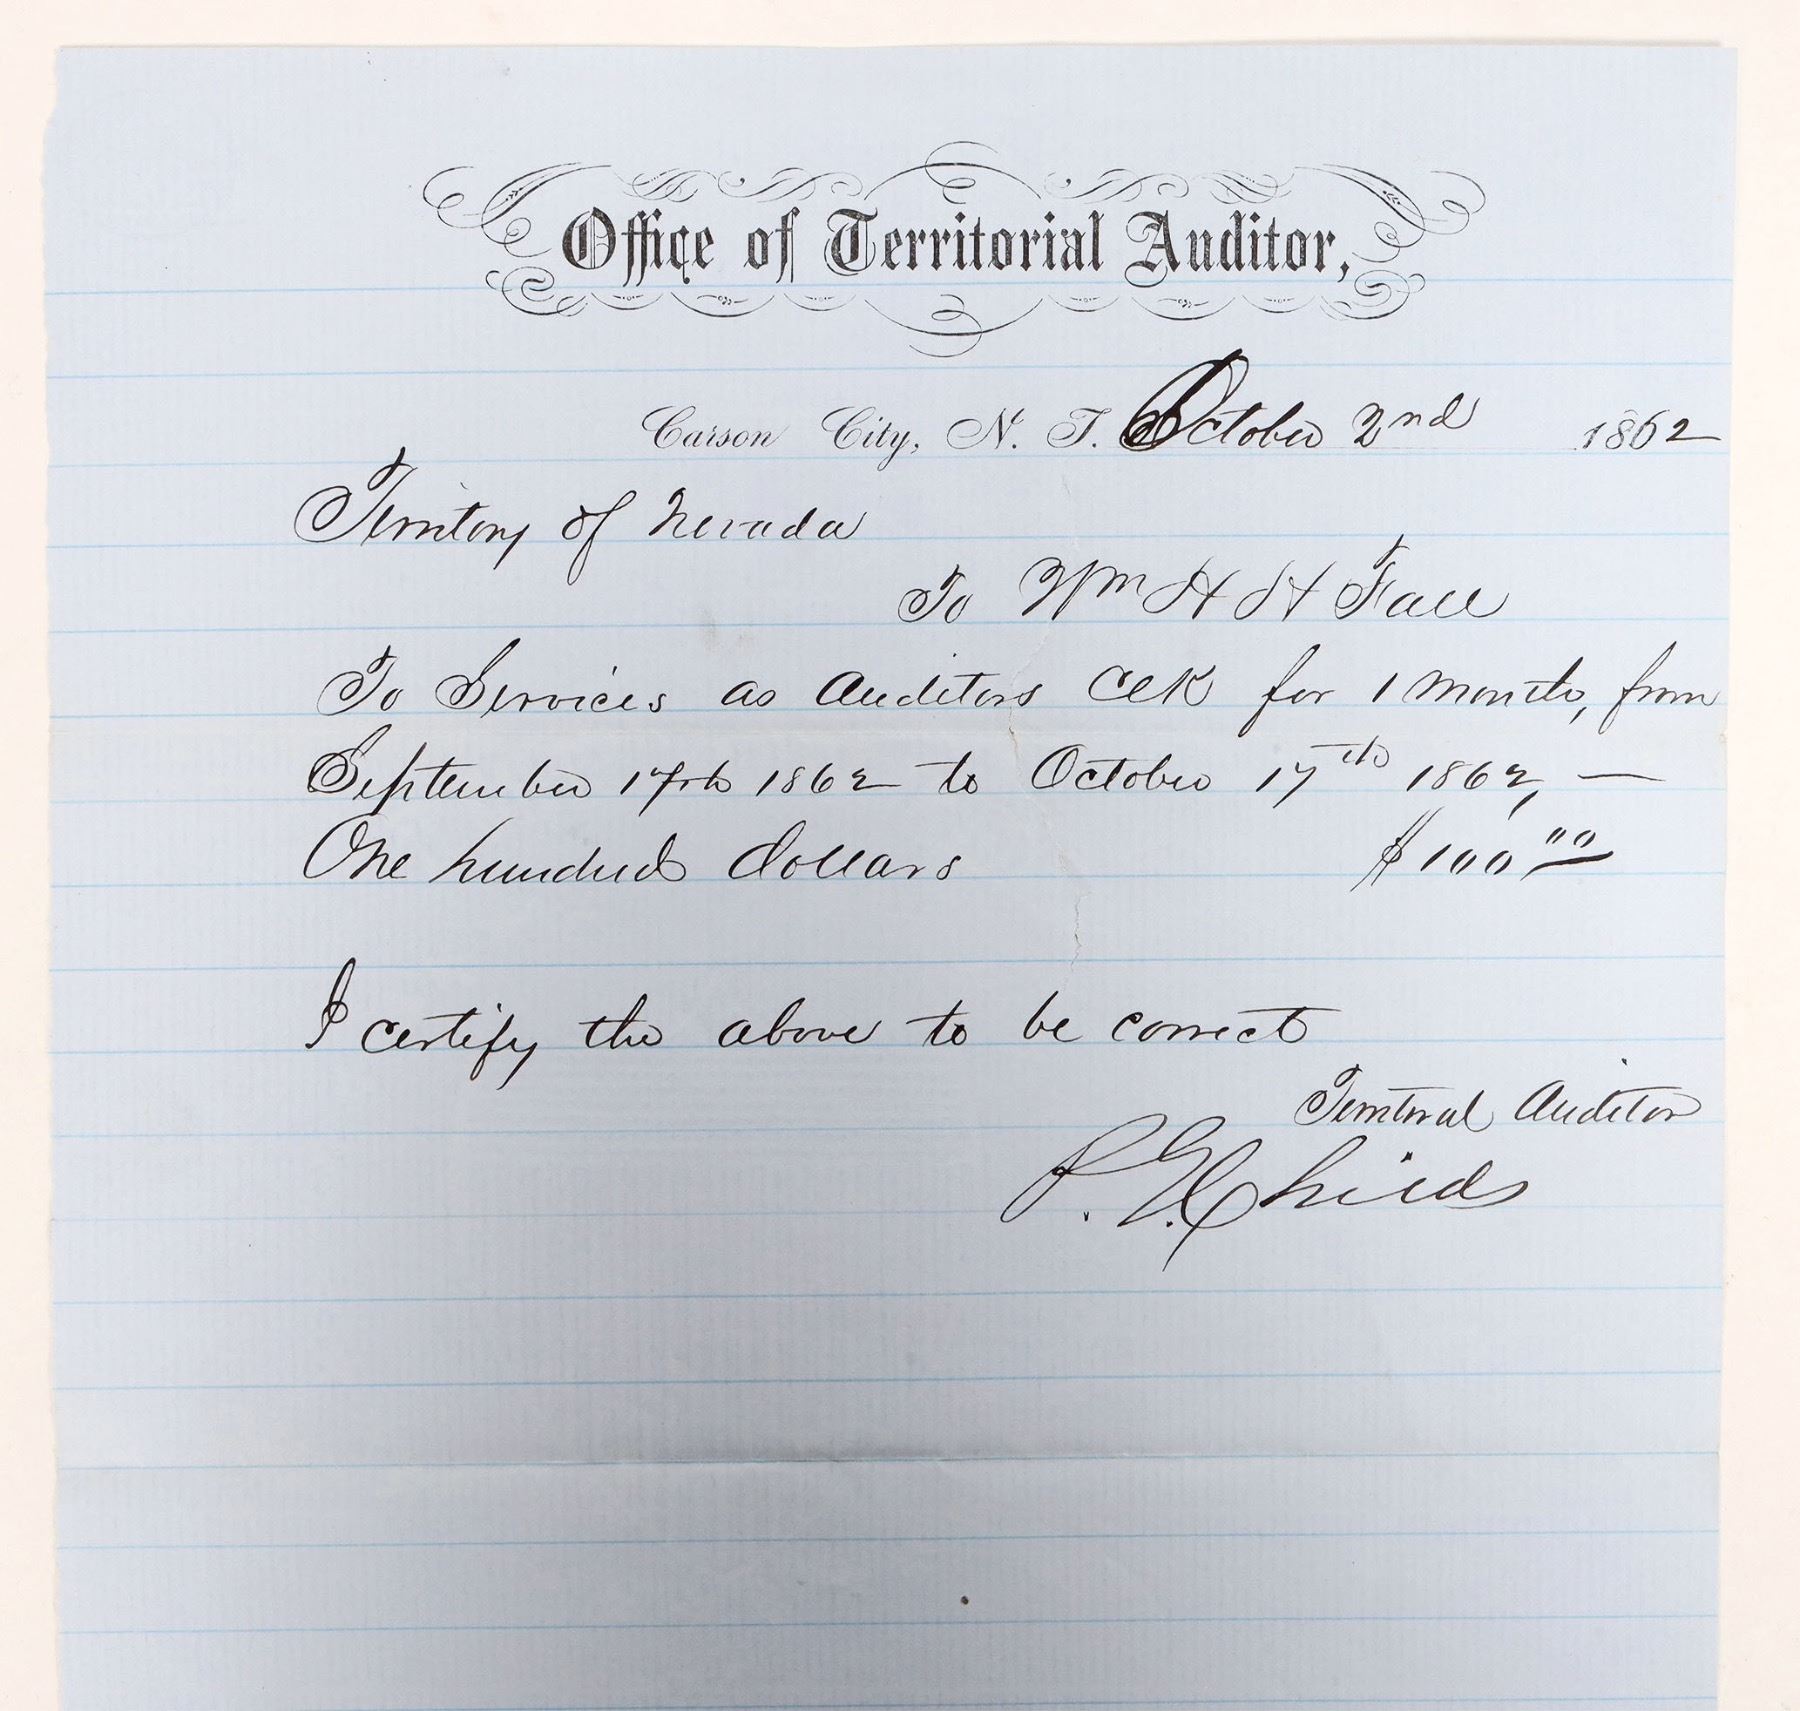 Office of Territorial Auditor,
Carson City, N. T. October 2nd 1862
Territory of Nevada
To Wm H H Fall
To Services as Auditors Clk for 1 Month, from
September 17th 1862 to October 17th 1862, —
One hundred dollars $100.00
I certify the above to be correct
Territorial Auditor
P. G. Childs